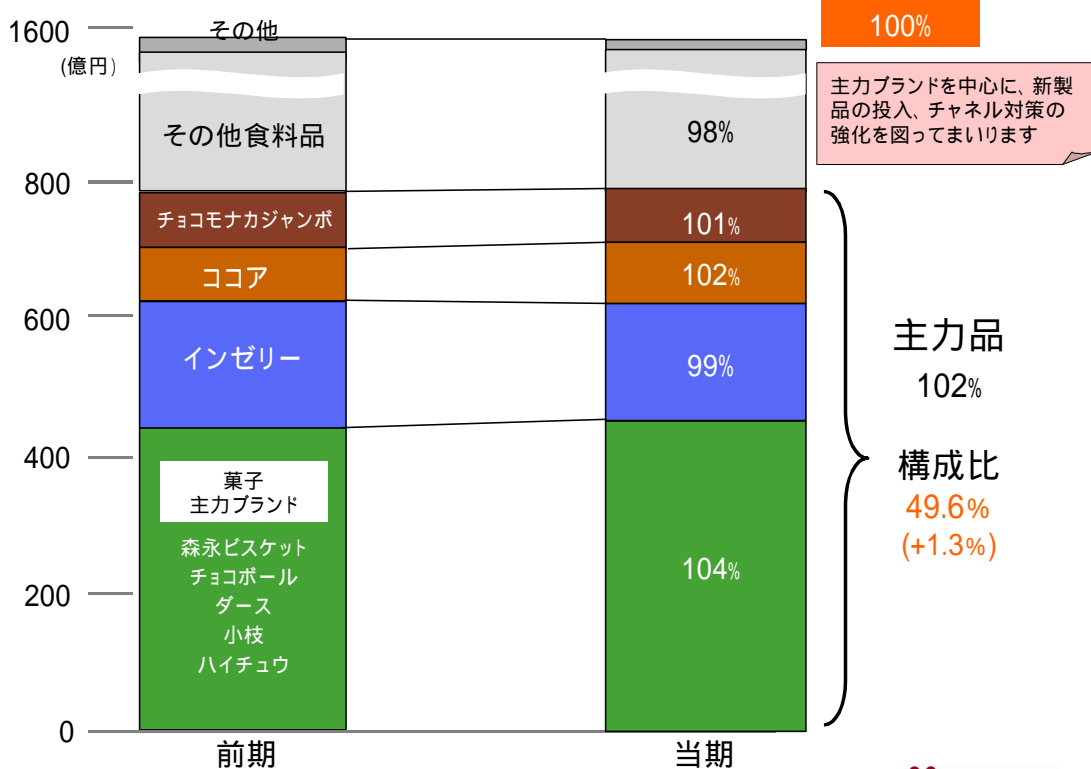 1600
(億円)
800
600
400
200
0
その他
その他食料品
チョコモナカジャンボ
ココア
インゼリー
菓子
主力ブランド
森永ビスケット
チョコボール
ダース
小枝
ハイチュウ
前期
98%
101%
102%
99%
104%
当期
100%
主力ブランドを中心に、新製
品の投入、チャネル対策の
強化を図ってまいります
主力品
102%
構成比
49.6%
(+1.3%)